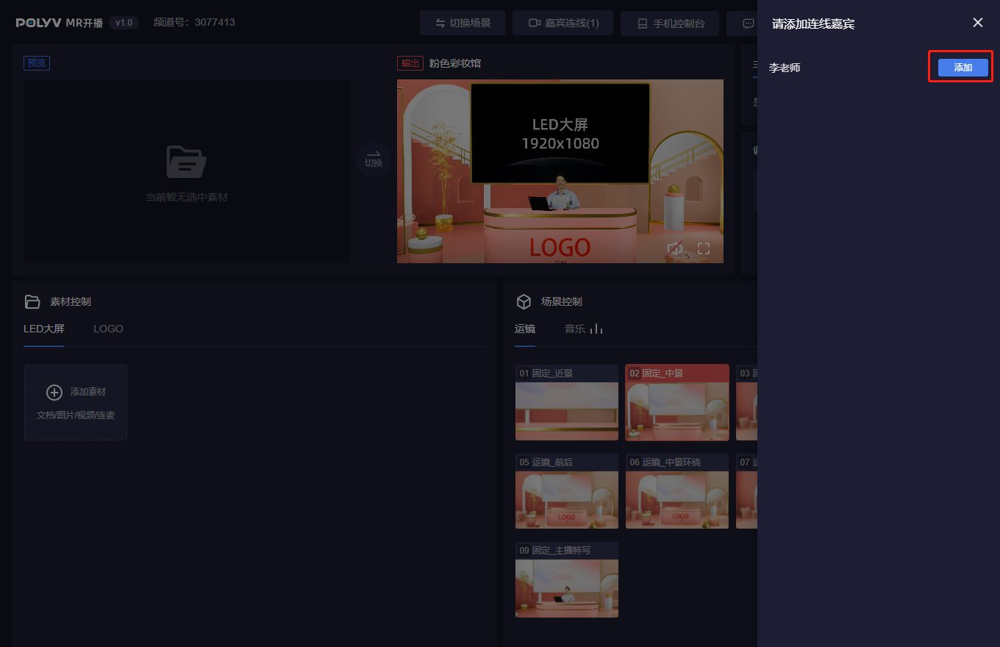 POLYV MR开播 v1.0 频道号：3077413
切换场景
嘉宾连线(1)
手机控制台
请添加连线嘉宾
李老师
添加
预览
当前暂无选中素材
切换
输出 粉色彩妆馆
LED大屏
1920x1080
LOGO
素材控制
LED大屏 LOGO
添加素材
文档/图片/视频/连麦
场景控制
运镜 音乐
01 固定_近景
02 固定_中景
03
05 运镜_前后
06 运镜_中景环绕
07
LOGO
LOGO
09 固定_主播特写